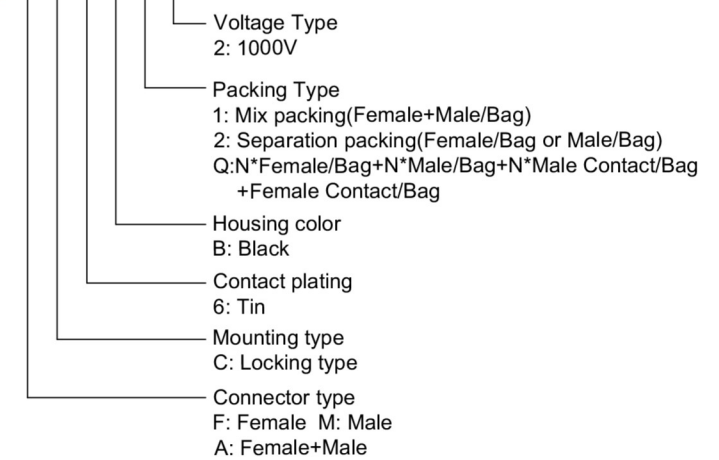 Voltage Type
2: 1000V
Packing Type
1: Mix packing(Female+Male/Bag)
2: Separation packing(Female/Bag or Male/Bag)
Q:N*Female/Bag+N*Male/Bag+N*Male Contact/Bag
+Female Contact/Bag
Housing color
B: Black
Contact plating
6: Tin
Mounting type
C: Locking type
Connector type
F: Female  M: Male
A: Female+Male